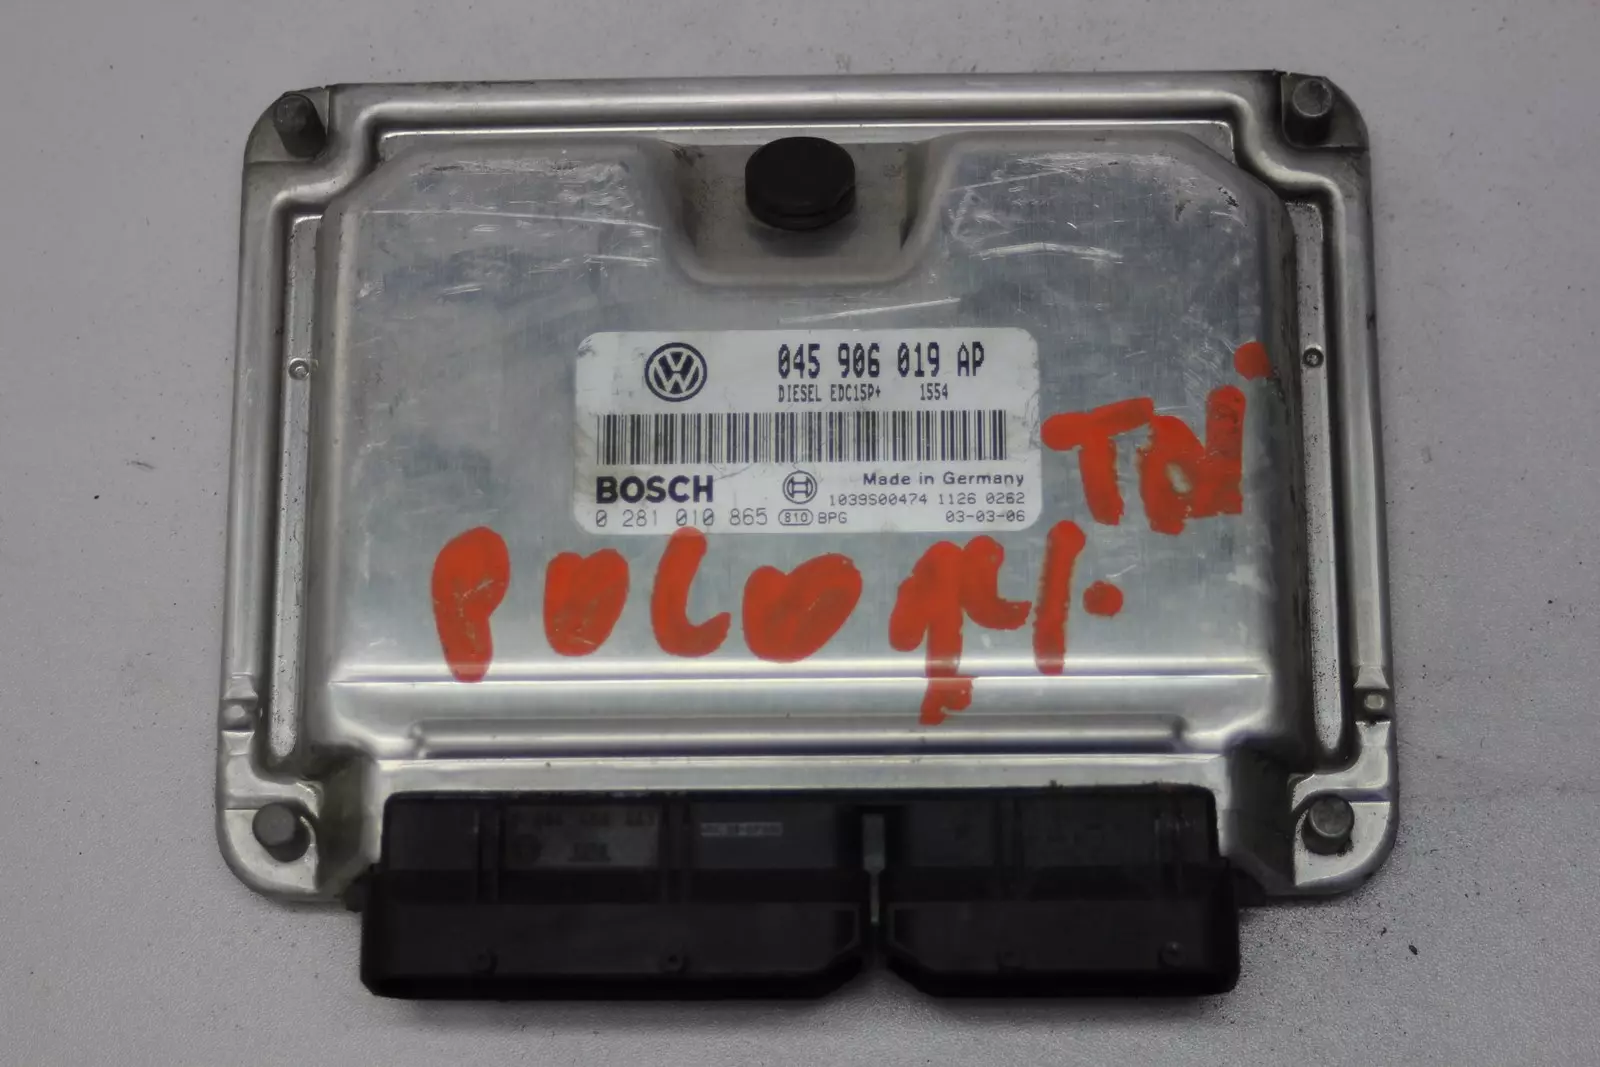 045 906 019 AP
DIESEL EDC15P+ 1554
BOSCH
Made in Germany
1039S00474 1126 0262
0 281 010 865 810 BPG 03-03-06
TDI
POLO